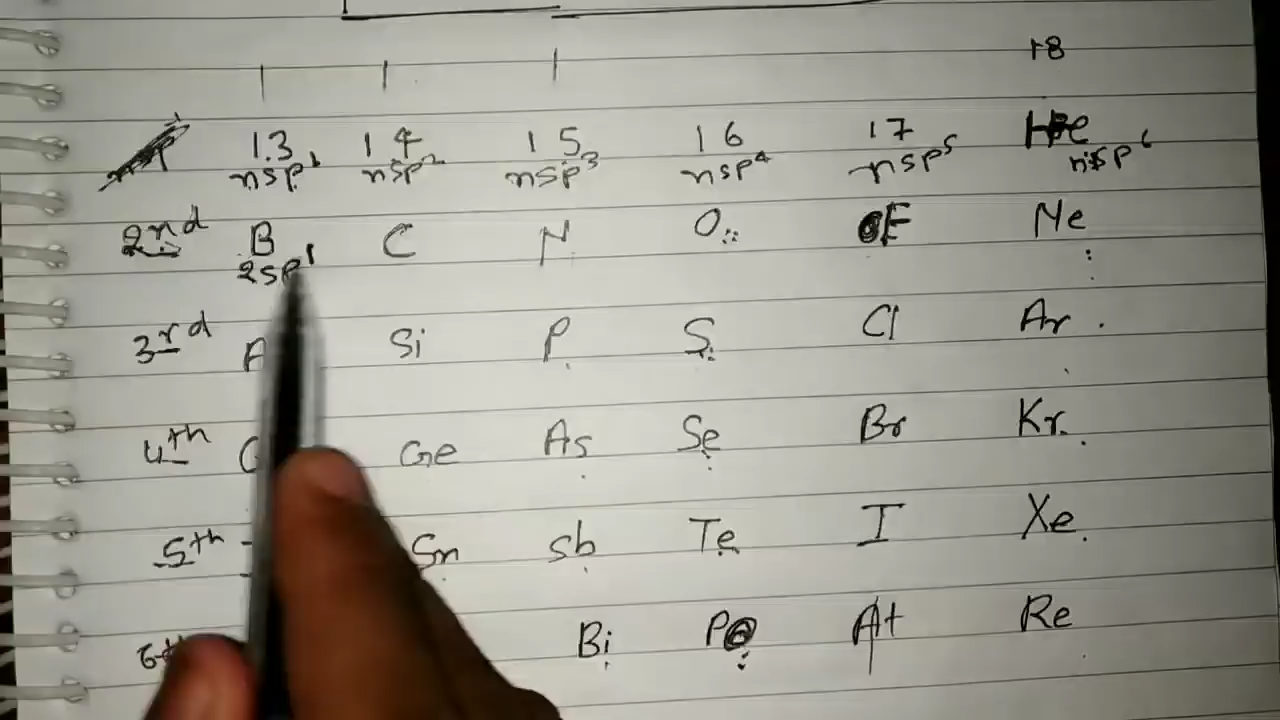 18
13 14 15 16 17 He
nsp¹ nsp² nsp³ nsp⁴ nsp⁵ nsp⁶
2nd B C N O F Ne
2sp¹
3rd A Si P S Cl Ar
4th G Ge As Se Br Kr
5th Sn Sb Te I Xe
6th Bi Po At Re